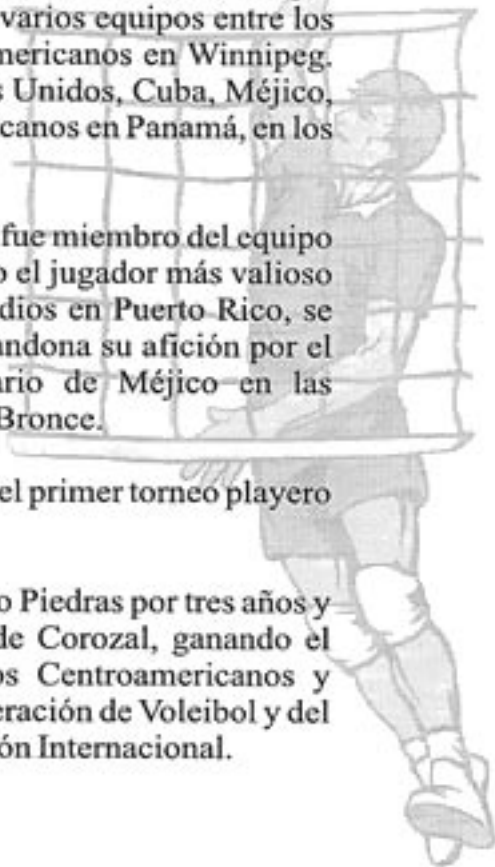 varios equipos entre los
mericanos en Winnipeg.
s Unidos, Cuba, Méjico,
canos en Panamá, en los
fue miembro del equipo
o el jugador más valioso
dios en Puerto Rico, se
andona su afición por el
ario de Méjico en las
Bronce.
el primer torneo playero
o Piedras por tres años y
de Corozal, ganando el
os Centroamericanos y
eración de Voleibol y del
ón Internacional.